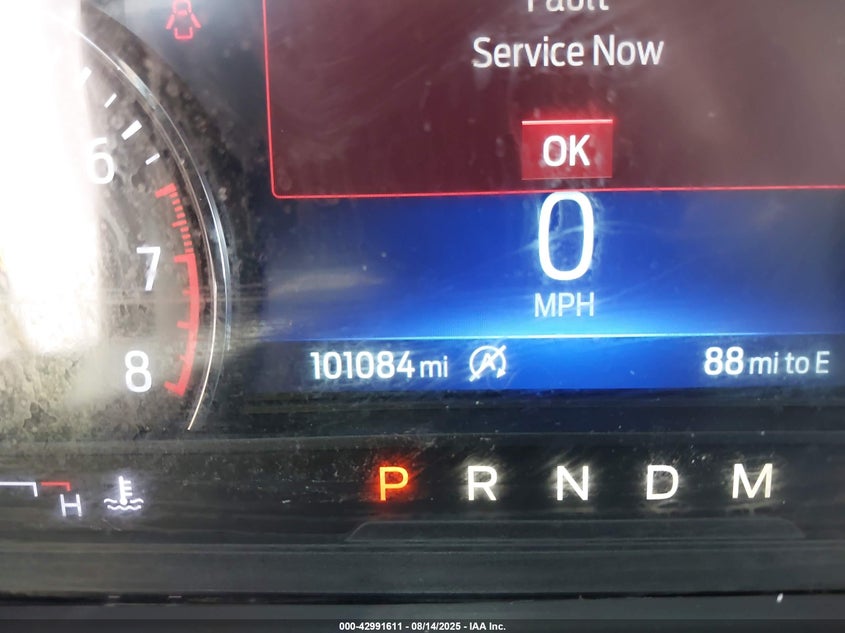 Fault
Service Now
OK
6
7
8
0
MPH
101084 mi
A
88 mi to E
H
P R N D M
000-42991611 - 08/14/2025 - IAA Inc.